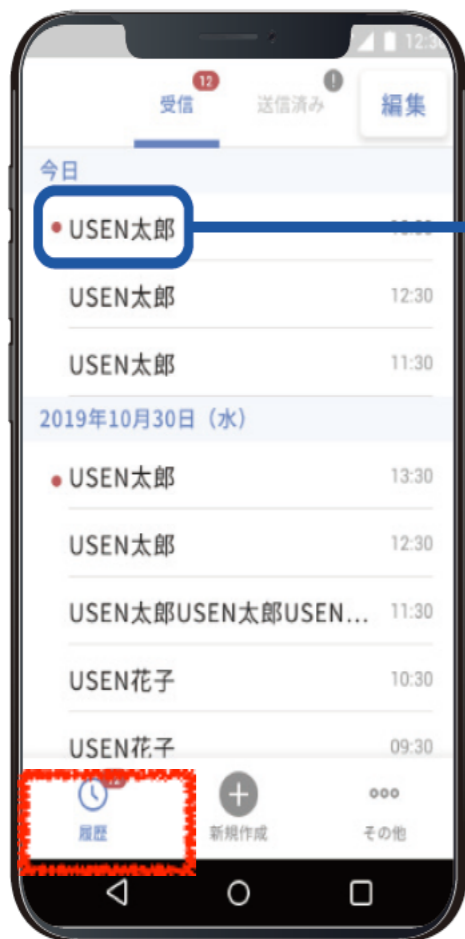 12:30
受信 12 送信済み ! 編集
今日
USEN太郎
USEN太郎 12:30
USEN太郎 11:30
2019年10月30日（水）
USEN太郎 13:30
USEN太郎 12:30
USEN太郎USEN太郎USEN... 11:30
USEN花子 10:30
USEN花子 09:30
履歴 新規作成 その他